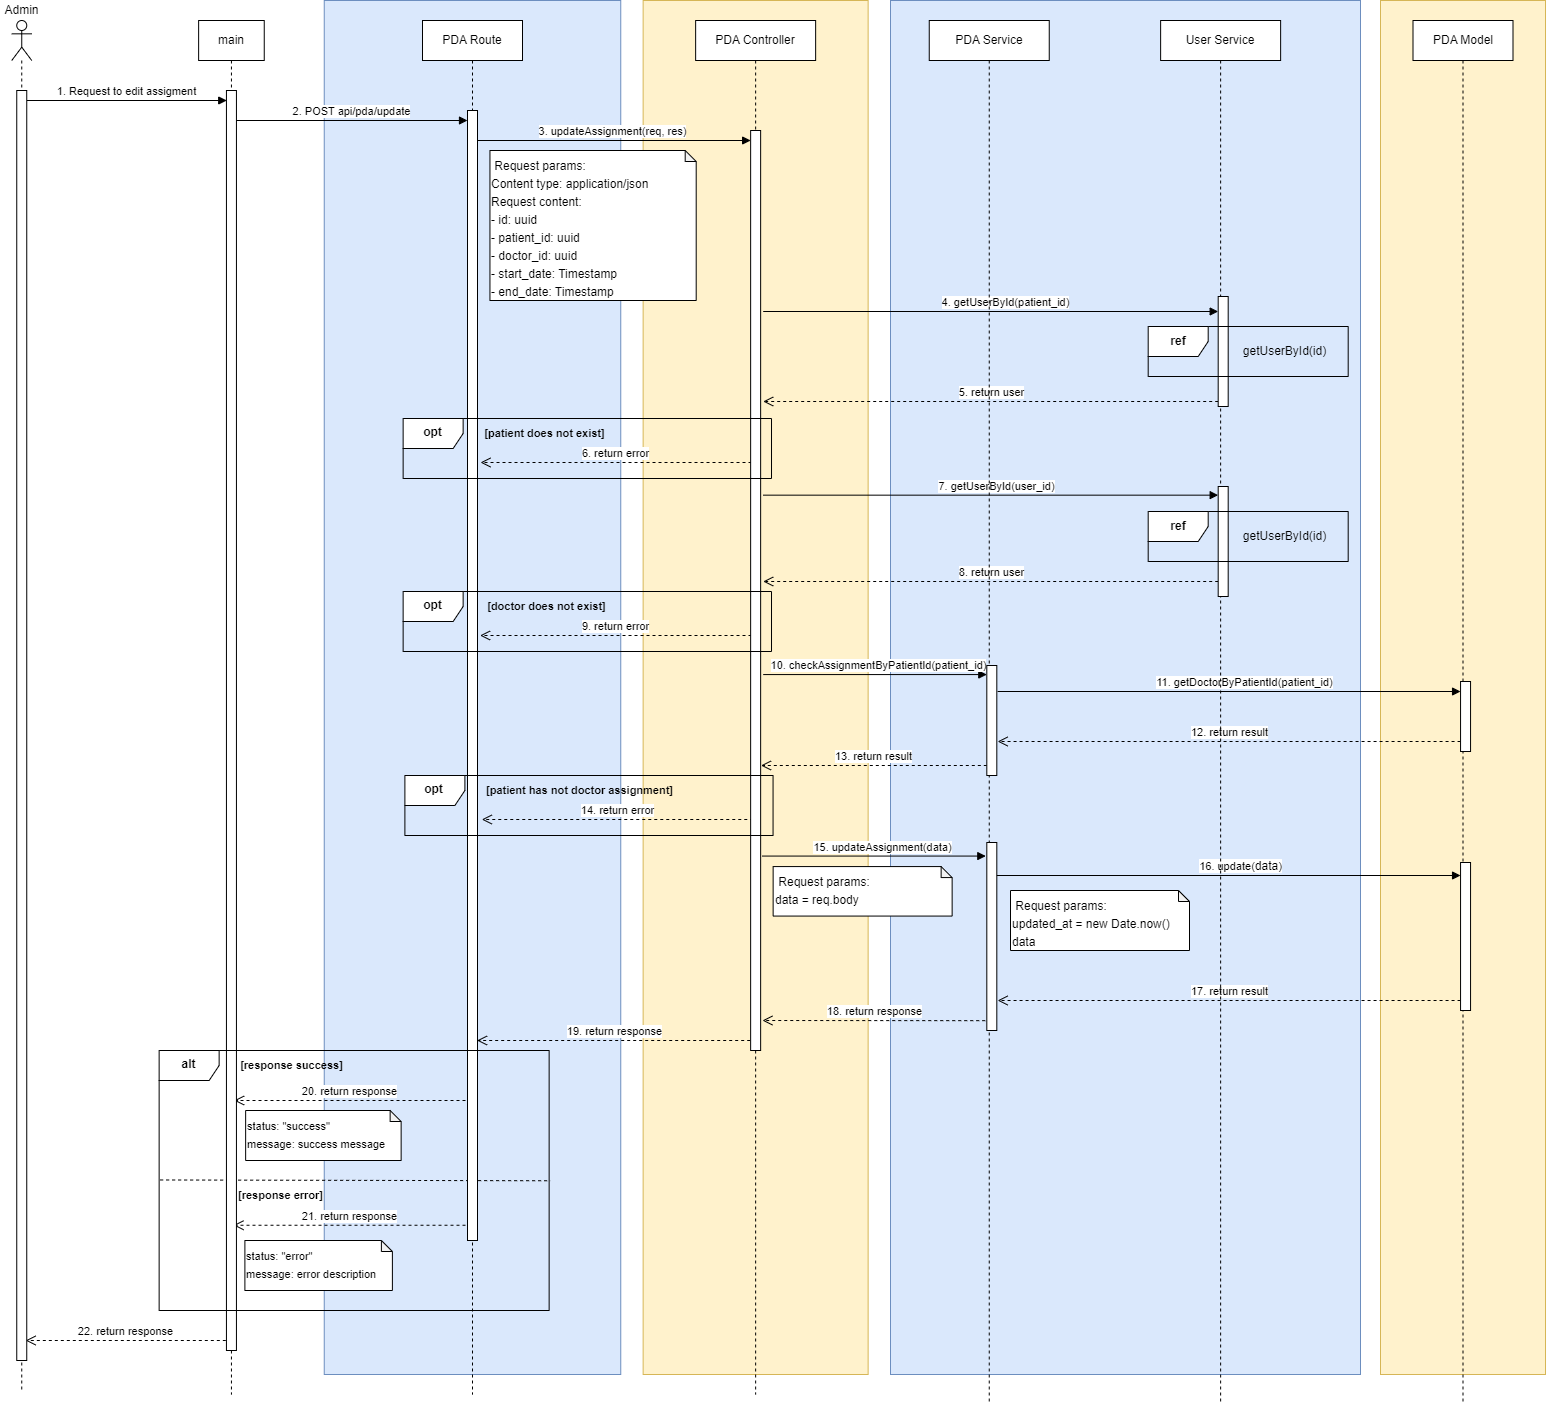 Admin
main
PDA Route
PDA Controller
PDA Service
User Service
PDA Model
1. Request to edit assigment
2. POST api/pda/update
3. updateAssignment(req, res)
Request params:
Content type: application/json
Request content:
- id: uuid
- patient_id: uuid
- doctor_id: uuid
- start_date: Timestamp
- end_date: Timestamp
4. getUserById(patient_id)
ref
getUserById(id)
5. return user
opt
[patient does not exist]
6. return error
7. getUserById(user_id)
ref
getUserById(id)
8. return user
opt
[doctor does not exist]
9. return error
10. checkAssignmentByPatientId(patient_id)
11. getDoctorByPatientId(patient_id)
12. return result
13. return result
opt
[patient has not doctor assignment]
14. return error
15. updateAssignment(data)
Request params:
data = req.body
16. update(data)
Request params:
updated_at = new Date.now()
data
17. return result
18. return response
19. return response
alt
[response success]
20. return response
status: "success"
message: success message
[response error]
21. return response
status: "error"
message: error description
22. return response